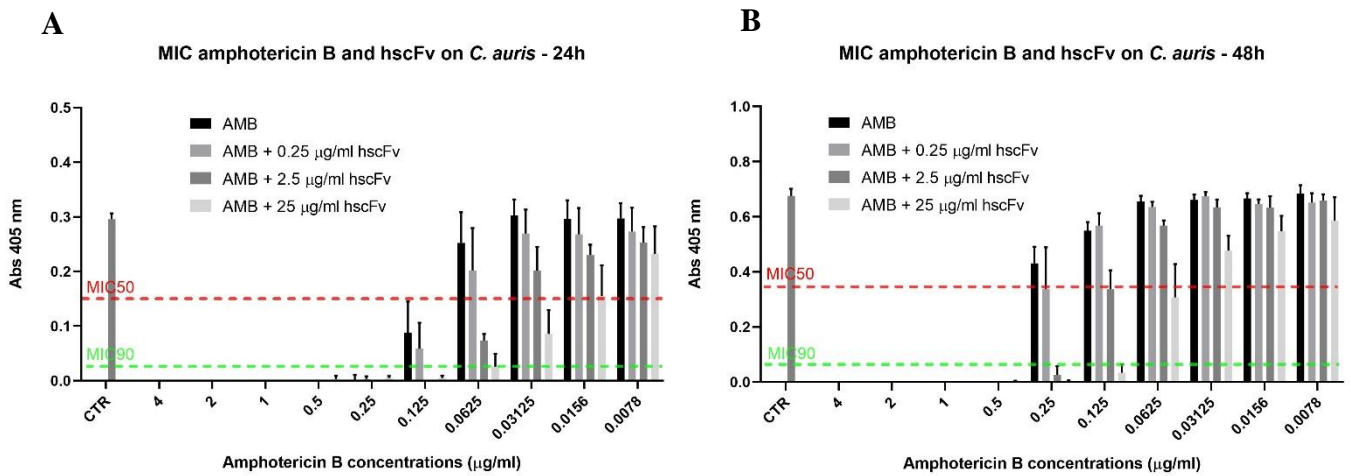 A
MIC amphotericin B and hscFv on C. auris - 24h
Abs 405 nm
0.5
0.4
0.3
0.2
0.1
0.0
AMB
AMB + 0.25 µg/ml hscFv
AMB + 2.5 µg/ml hscFv
AMB + 25 µg/ml hscFv
MIC50
MIC90
CTR
4
2
1
0.5
0.25
0.125
0.0625
0.03125
0.0156
0.0078
Amphotericin B concentrations (µg/ml)
B
MIC amphotericin B and hscFv on C. auris - 48h
Abs 405 nm
1.0
0.8
0.6
0.4
0.2
0.0
AMB
AMB + 0.25 µg/ml hscFv
AMB + 2.5 µg/ml hscFv
AMB + 25 µg/ml hscFv
MIC50
MIC90
CTR
4
2
1
0.5
0.25
0.125
0.0625
0.03125
0.0156
0.0078
Amphotericin B concentrations (µg/ml)